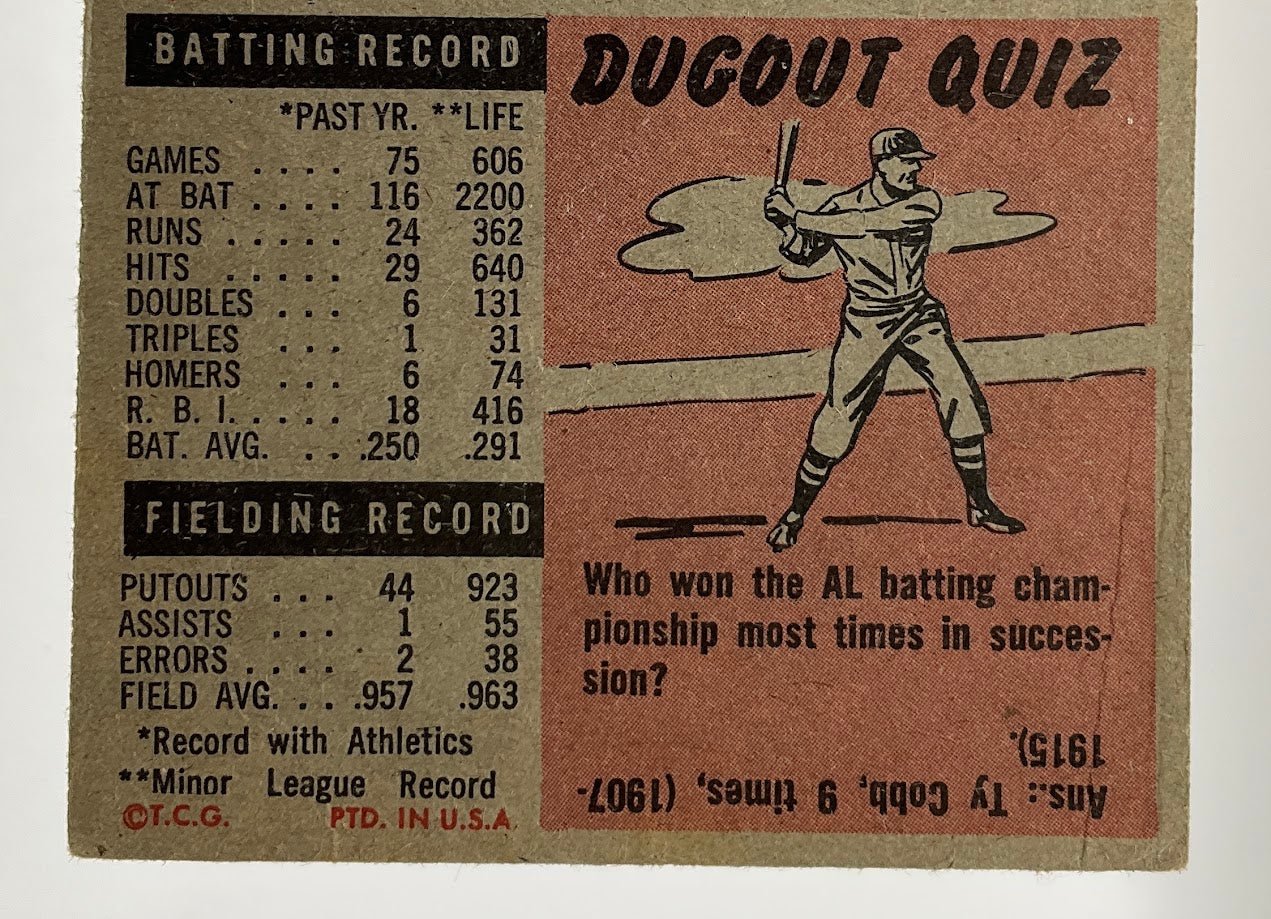 BATTING RECORD
*PAST YR. **LIFE
GAMES . . . . 75 606
AT BAT . . . . 116 2200
RUNS . . . . . 24 362
HITS . . . . . 29 640
DOUBLES . . . 6 131
TRIPLES . . . 1 31
HOMERS . . . 6 74
R. B. I. . . . . 18 416
BAT. AVG. . . .250 .291
FIELDING RECORD
PUTOUTS . . . 44 923
ASSISTS . . . 1 55
ERRORS . . . . 2 38
FIELD AVG. . . .957 .963
*Record with Athletics
**Minor League Record
©T.C.G. PTD. IN U.S.A.
DUGOUT QUIZ
Who won the AL batting cham-
pionship most times in succes-
sion?
Ans.: Ty Cobb, 9 times, (1907-
1915).